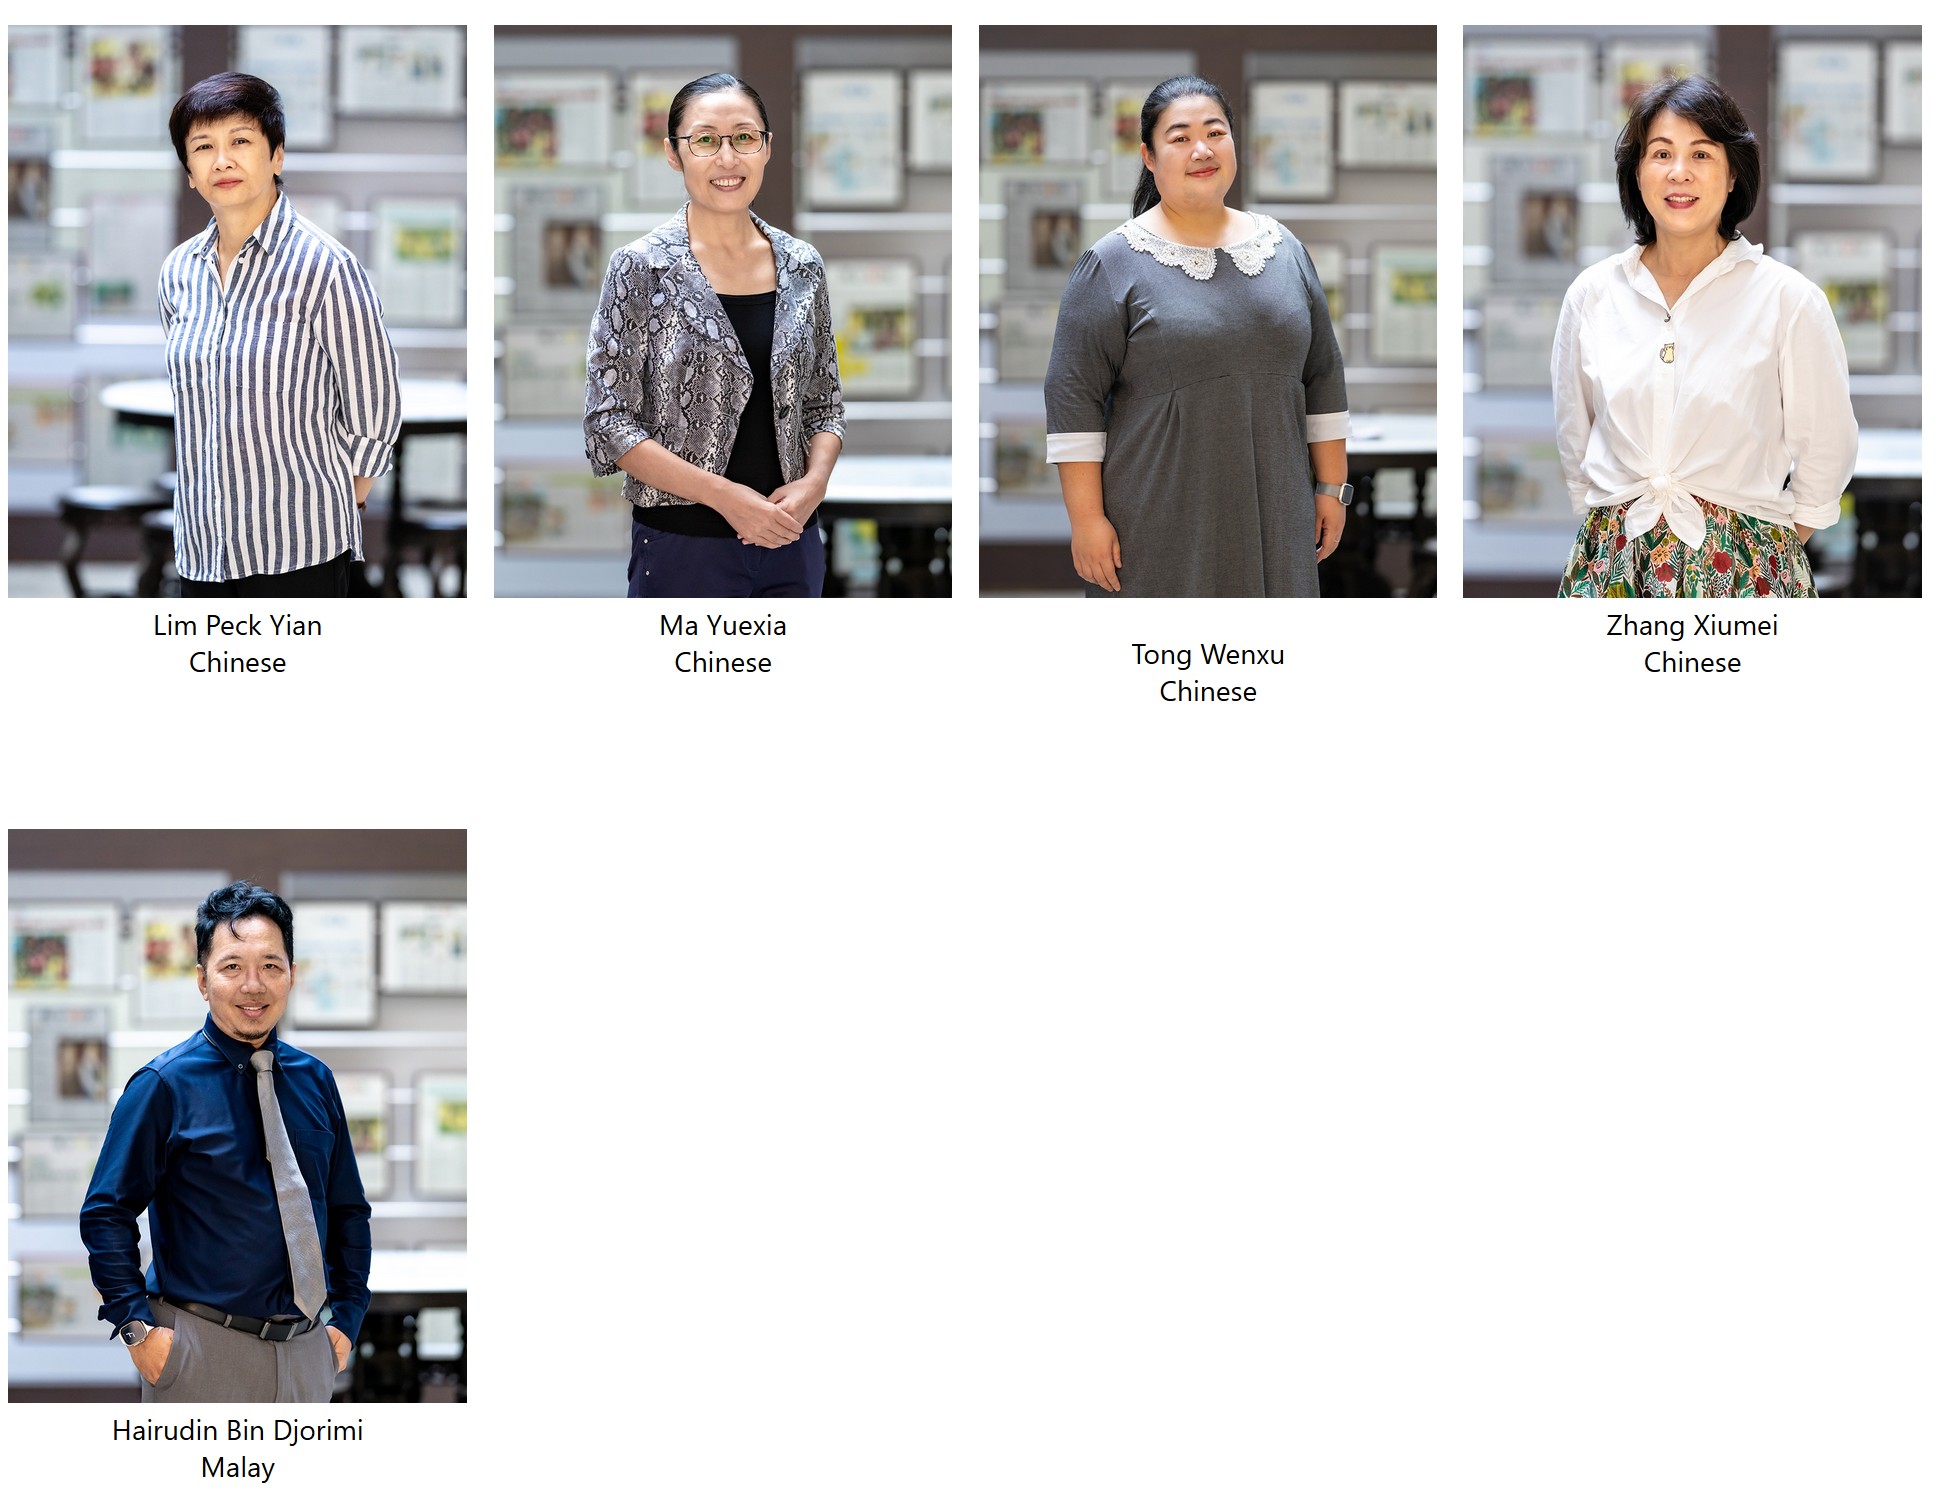 Lim Peck Yian
Chinese
Ma Yuexia
Chinese
Tong Wenxu
Chinese
Zhang Xiumei
Chinese
Hairudin Bin Djorimi
Malay